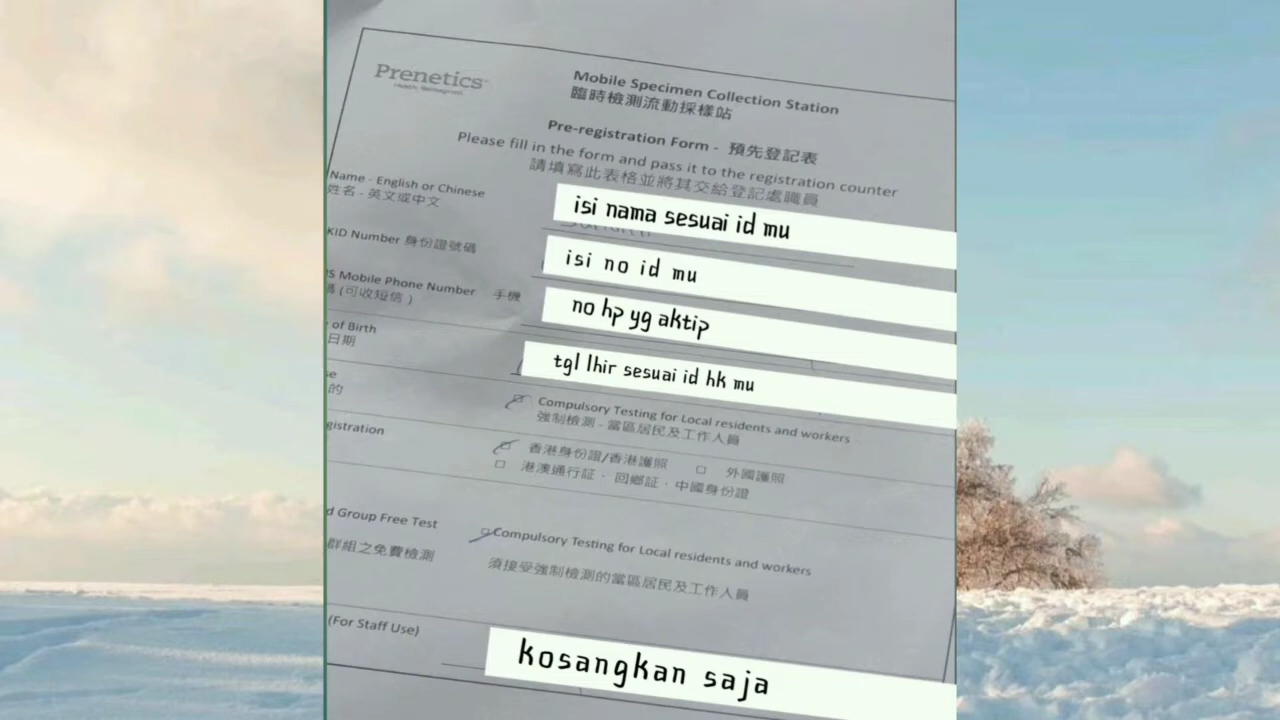 Prenetics
Health, Reimagined.
Mobile Specimen Collection Station
臨時檢測流動採樣站
Pre-registration Form - 預先登記表
Please fill in the form and pass it to the registration counter
請填寫此表格並將其交給登記處職員
Name - English or Chinese
姓名 - 英文或中文
isi nama sesuai id mu
KID Number 身份證號碼
isi no id mu
S Mobile Phone Number 手機
碼 (可收短信 )
no hp yg aktip
of Birth
日期
tgl lhir sesuai id hk mu
se
的
Compulsory Testing for Local residents and workers
強制檢測 - 當區居民及工作人員
gistration
香港身份證/香港護照 外國護照
港澳通行証、回鄉証、中國身份證
d Group Free Test
群組之免費檢測
Compulsory Testing for Local residents and workers
須接受強制檢測的當區居民及工作人員
(For Staff Use)
kosangkan saja